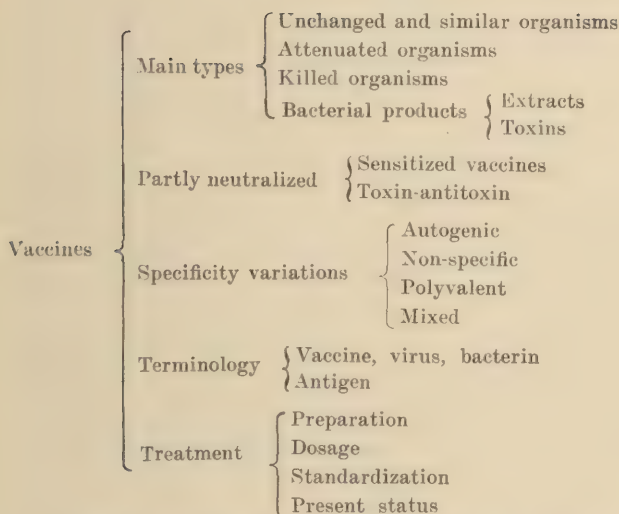 Unchanged and similar organisms
Attenuated organisms
Main types
Killed organisms
Bacterial products
Extracts
Toxins
Partly neutralized
Sensitized vaccines
Toxin-antitoxin
Vaccines
Specificity variations
Autogenic
Non-specific
Polyvalent
Mixed
Terminology
Vaccine, virus, bacterin
Antigen
Treatment
Preparation
Dosage
Standardization
Present status